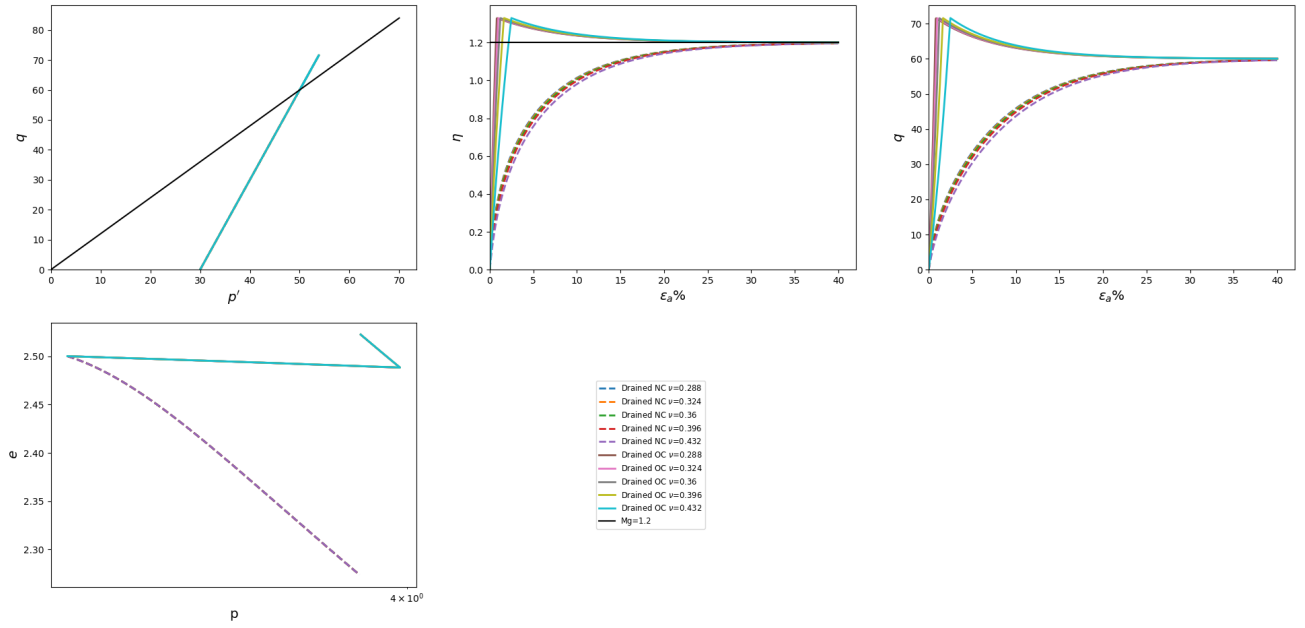 80
70
60
50
40
30
20
10
0
q
0 10 20 30 40 50 60 70
p′
1.2
1.0
0.8
0.6
0.4
0.2
0.0
η
0 5 10 15 20 25 30 35 40
εₐ%
70
60
50
40
30
20
10
0
q
0 5 10 15 20 25 30 35 40
εₐ%
2.50
2.45
2.40
2.35
2.30
e
4 × 10⁰
p
Drained NC ν=0.288
Drained NC ν=0.324
Drained NC ν=0.36
Drained NC ν=0.396
Drained NC ν=0.432
Drained OC ν=0.288
Drained OC ν=0.324
Drained OC ν=0.36
Drained OC ν=0.396
Drained OC ν=0.432
Mg=1.2